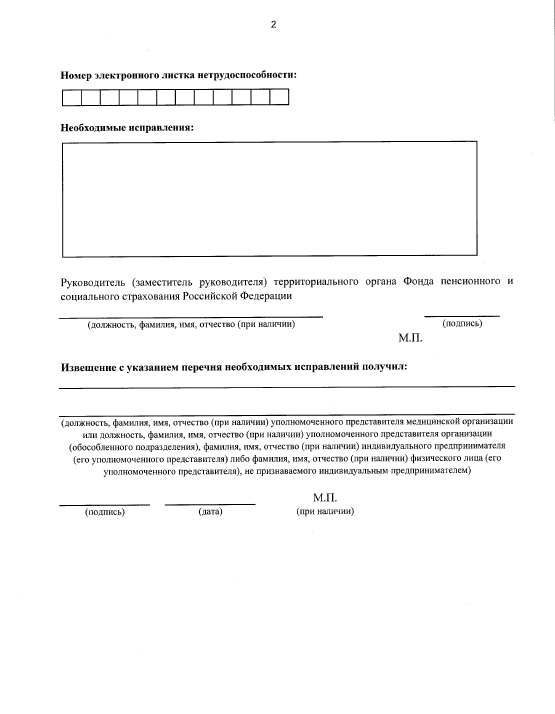 2
Номер электронного листка нетрудоспособности:
Необходимые исправления:
Руководитель (заместитель руководителя) территориального органа Фонда пенсионного и
социального страхования Российской Федерации
(должность, фамилия, имя, отчество (при наличии)
(подпись)
М.П.
Извещение с указанием перечня необходимых исправлений получил:
(должность, фамилия, имя, отчество (при наличии) уполномоченного представителя медицинской организации
или должность, фамилия, имя, отчество (при наличии) уполномоченного представителя организации
(обособленного подразделения), фамилия, имя, отчество (при наличии) индивидуального предпринимателя
(его уполномоченного представителя) либо фамилия, имя, отчество (при наличии) физического лица (его
уполномоченного представителя), не признаваемого индивидуальным предпринимателем)
М.П.
(подпись) (дата) (при наличии)